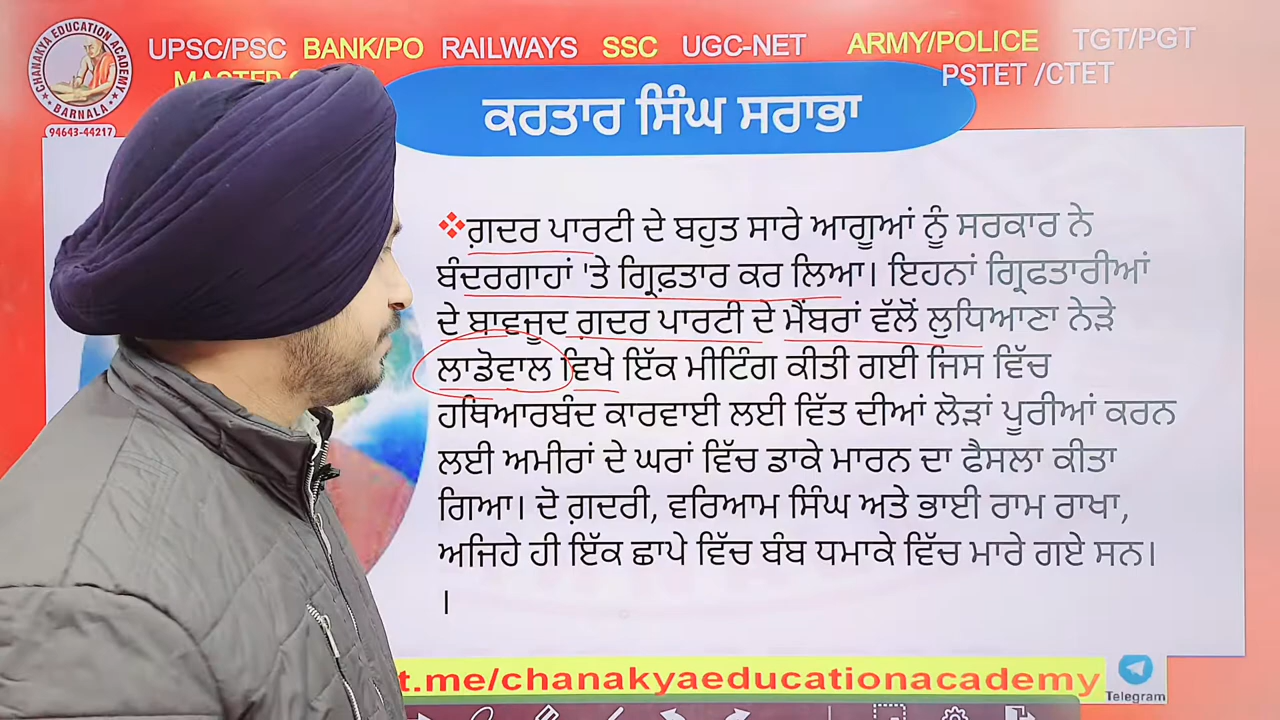 CHANAKYA EDUCATION ACADEMY
BARNALA
94643-44217
UPSC/PSC BANK/PO RAILWAYS SSC UGC-NET ARMY/POLICE TGT/PGT
PSTET /CTET
ਕਰਤਾਰ ਸਿੰਘ ਸਰਾਭਾ
❖ਗ਼ਦਰ ਪਾਰਟੀ ਦੇ ਬਹੁਤ ਸਾਰੇ ਆਗੂਆਂ ਨੂੰ ਸਰਕਾਰ ਨੇ
ਬੰਦਰਗਾਹਾਂ 'ਤੇ ਗ੍ਰਿਫ਼ਤਾਰ ਕਰ ਲਿਆ। ਇਹਨਾਂ ਗ੍ਰਿਫਤਾਰੀਆਂ
ਦੇ ਬਾਵਜੂਦ ਗ਼ਦਰ ਪਾਰਟੀ ਦੇ ਮੈਂਬਰਾਂ ਵੱਲੋਂ ਲੁਧਿਆਣਾ ਨੇੜੇ
ਲਾਡੋਵਾਲ ਵਿਖੇ ਇੱਕ ਮੀਟਿੰਗ ਕੀਤੀ ਗਈ ਜਿਸ ਵਿੱਚ
ਹਥਿਆਰਬੰਦ ਕਾਰਵਾਈ ਲਈ ਵਿੱਤ ਦੀਆਂ ਲੋੜਾਂ ਪੂਰੀਆਂ ਕਰਨ
ਲਈ ਅਮੀਰਾਂ ਦੇ ਘਰਾਂ ਵਿੱਚ ਡਾਕੇ ਮਾਰਨ ਦਾ ਫੈਸਲਾ ਕੀਤਾ
ਗਿਆ। ਦੋ ਗ਼ਦਰੀ, ਵਰਿਆਮ ਸਿੰਘ ਅਤੇ ਭਾਈ ਰਾਮ ਰਾਖਾ,
ਅਜਿਹੇ ਹੀ ਇੱਕ ਛਾਪੇ ਵਿੱਚ ਬੰਬ ਧਮਾਕੇ ਵਿੱਚ ਮਾਰੇ ਗਏ ਸਨ।
।
t.me/chanakyaeducationacademy
Telegram